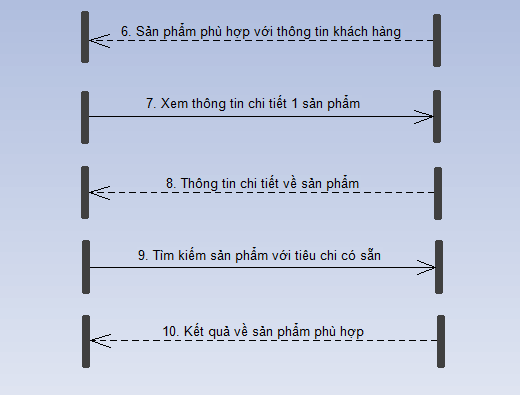 6. Sản phẩm phù hợp với thông tin khách hàng
7. Xem thông tin chi tiết 1 sản phẩm
8. Thông tin chi tiết về sản phẩm
9. Tìm kiếm sản phẩm với tiêu chi có sẵn
10. Kết quả về sản phẩm phù hợp